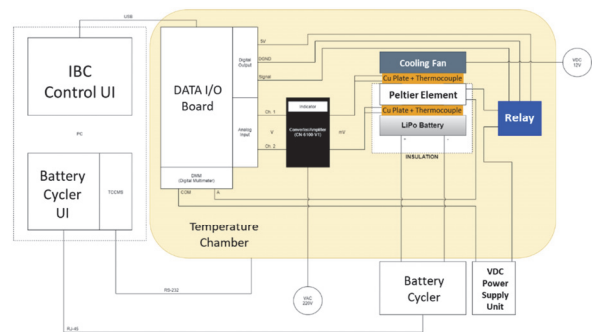 USB
IBC
Control UI
PC
Battery
Cycler
UI
TCCMS
DATA I/O
Board
Digital
Output
5V
DGND
Signal
Analog
Input
Ch. 1
V
Ch. 2
DMM
(Digital Multimeter)
COM
A
Indicator
Converter/Amplifier
mV
Cooling Fan
Cu Plate + Thermocouple
Peltier Element
Cu Plate + Thermocouple
LiPo Battery
+
-
INSULATION
Relay
VDC
12V
Temperature
Chamber
RS-232
RJ-45
VAC
220V
Battery
Cycler
VDC
Power
Supply
Unit